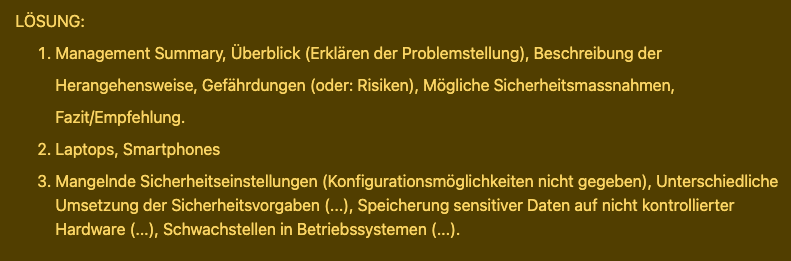 LÖSUNG:
1. Management Summary, Überblick (Erklären der Problemstellung), Beschreibung der
Herangehensweise, Gefährdungen (oder: Risiken), Mögliche Sicherheitsmassnahmen,
Fazit/Empfehlung.
2. Laptops, Smartphones
3. Mangelnde Sicherheitseinstellungen (Konfigurationsmöglichkeiten nicht gegeben), Unterschiedliche
Umsetzung der Sicherheitsvorgaben (...), Speicherung sensitiver Daten auf nicht kontrollierter
Hardware (...), Schwachstellen in Betriebssystemen (...).